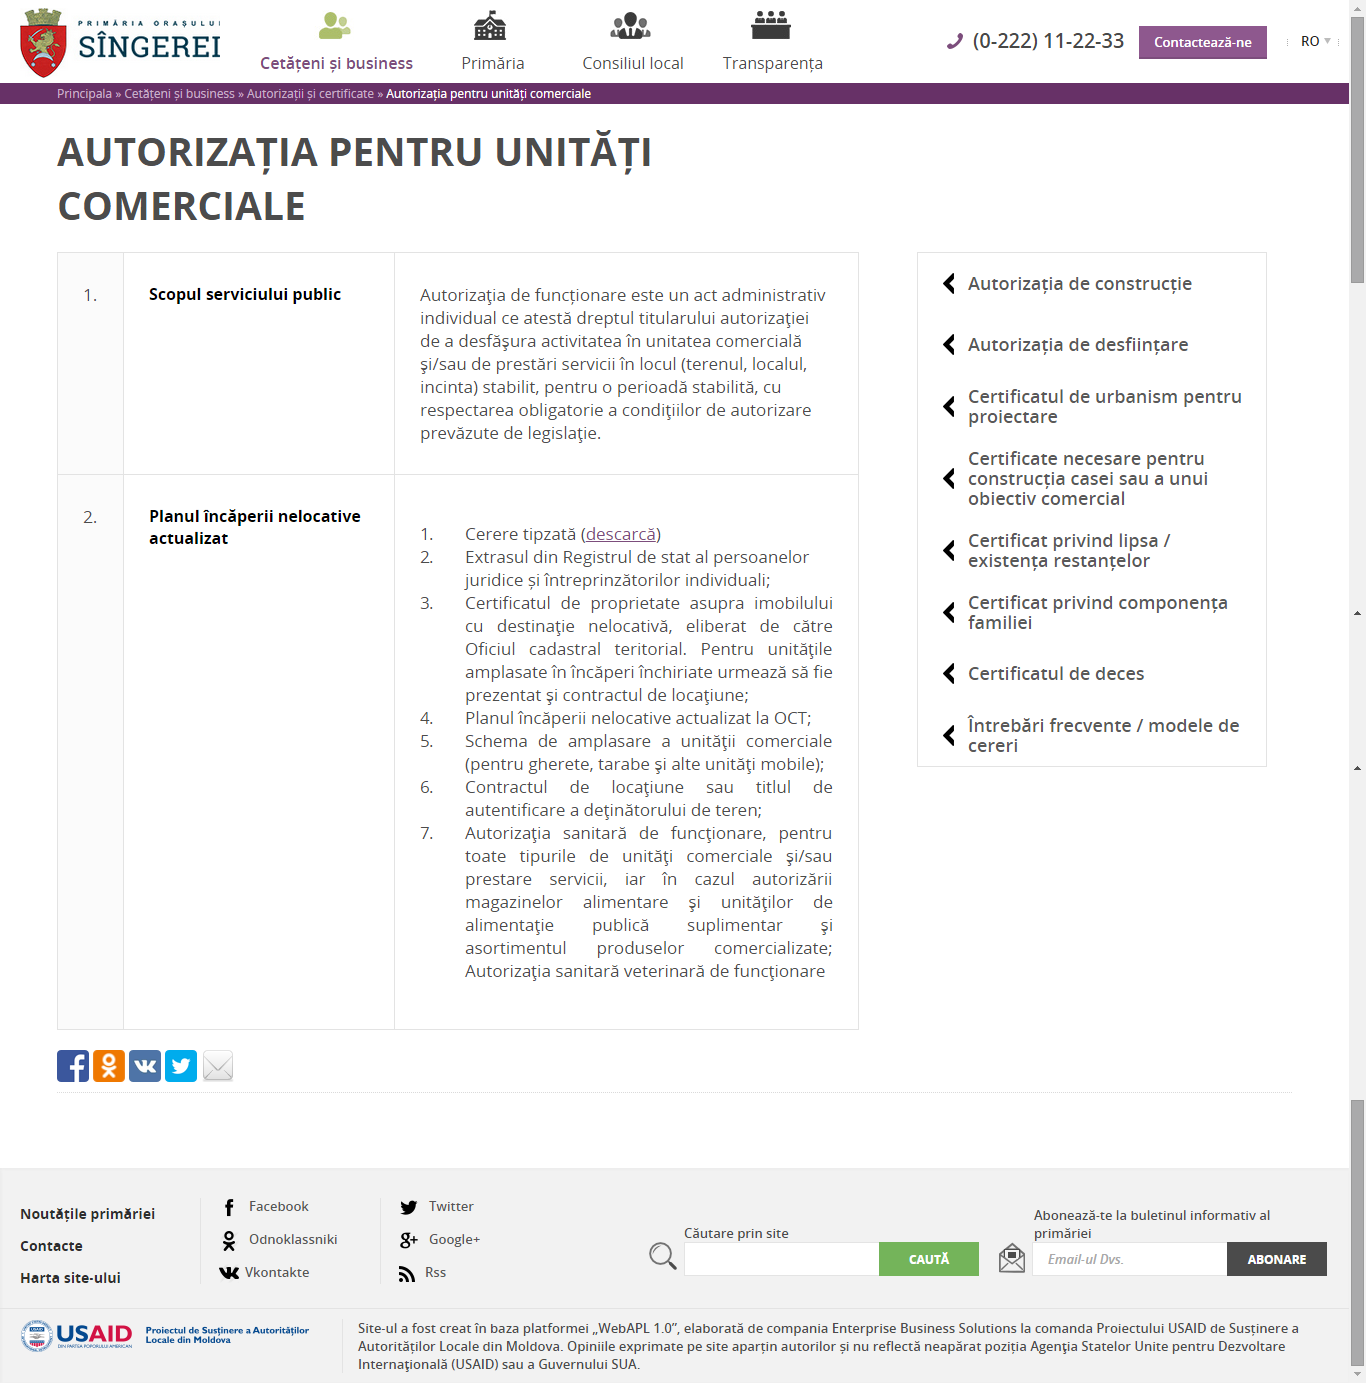 PRIMĂRIA ORAȘULUI
SÎNGEREI
Cetățeni și business
Primăria
Consiliul local
Transparența
(0-222) 11-22-33
Contactează-ne
RO
Principala » Cetățeni și business » Autorizații și certificate » Autorizația pentru unități comerciale
AUTORIZAȚIA PENTRU UNITĂȚI
COMERCIALE
1.
Scopul serviciului public
Autorizaţia de funcționare este un act administrativ
individual ce atestă dreptul titularului autorizaţiei
de a desfăşura activitatea în unitatea comercială
şi/sau de prestări servicii în locul (terenul, localul,
incinta) stabilit, pentru o perioadă stabilită, cu
respectarea obligatorie a condiţiilor de autorizare
prevăzute de legislaţie.
2.
Planul încăperii nelocative
actualizat
1. Cerere tipzată (descarcă)
2. Extrasul din Registrul de stat al persoanelor
juridice și întreprinzătorilor individuali;
3. Certificatul de proprietate asupra imobilului
cu destinaţie nelocativă, eliberat de către
Oficiul cadastral teritorial. Pentru unităţile
amplasate în încăperi închiriate urmează să fie
prezentat şi contractul de locaţiune;
4. Planul încăperii nelocative actualizat la OCT;
5. Schema de amplasare a unităţii comerciale
(pentru gherete, tarabe şi alte unităţi mobile);
6. Contractul de locaţiune sau titlul de
autentificare a deţinătorului de teren;
7. Autorizaţia sanitară de funcţionare, pentru
toate tipurile de unităţi comerciale şi/sau
prestare servicii, iar în cazul autorizării
magazinelor alimentare şi unităţilor de
alimentaţie publică suplimentar şi
asortimentul produselor comercializate;
Autorizaţia sanitară veterinară de funcţionare
Autorizația de construcție
Autorizația de desființare
Certificatul de urbanism pentru
proiectare
Certificate necesare pentru
construcția casei sau a unui
obiectiv comercial
Certificat privind lipsa /
existența restanțelor
Certificat privind componența
familiei
Certificatul de deces
Întrebări frecvente / modele de
cereri
Noutățile primăriei
Contacte
Harta site-ului
Facebook
Odnoklassniki
Vkontakte
Twitter
Google+
Rss
Căutare prin site
CAUTĂ
Abonează-te la buletinul informativ al
primăriei
Email-ul Dvs.
ABONARE
USAID
DIN PARTEA POPORULUI AMERICAN
Proiectul de Susținere a Autorităților
Locale din Moldova
Site-ul a fost creat în baza platformei „WebAPL 1.0”, elaborată de compania Enterprise Business Solutions la comanda Proiectului USAID de Susținere a
Autorităților Locale din Moldova. Opiniile exprimate pe site aparțin autorilor și nu reflectă neapărat poziția Agenția Statelor Unite pentru Dezvoltare
Internațională (USAID) sau a Guvernului SUA.